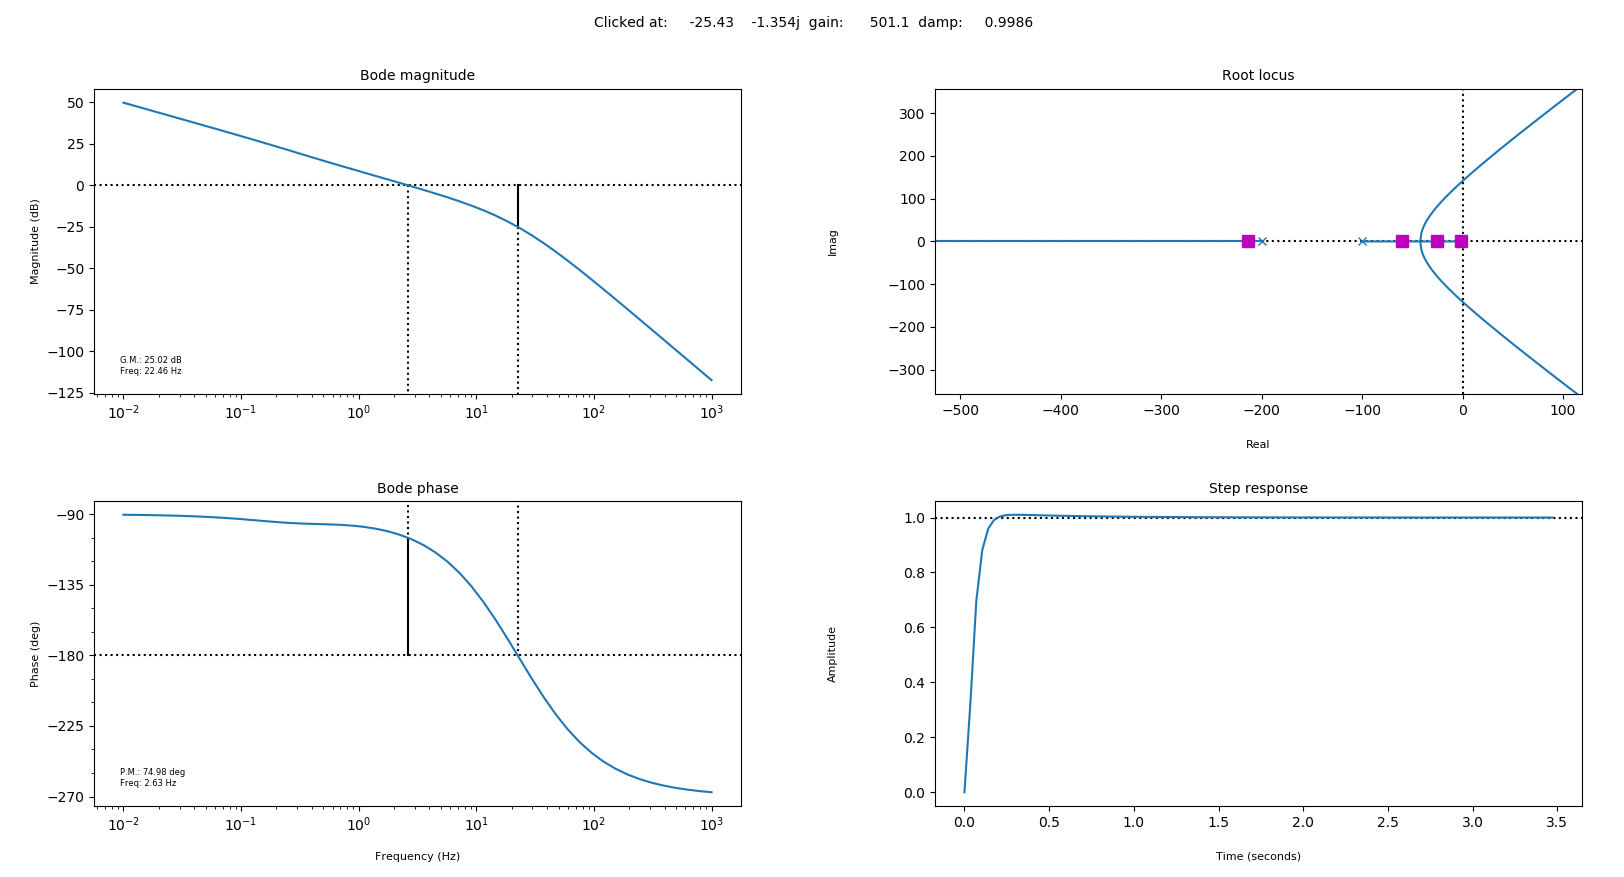 Clicked at:     -25.43    -1.354j  gain:      501.1  damp:     0.9986
Bode magnitude
50
25
0
−25
−50
−75
−100
−125
Magnitude (dB)
G.M.: 25.02 dB
Freq: 22.46 Hz
10⁻² 10⁻¹ 10⁰ 10¹ 10² 10³
Root locus
300
200
100
0
−100
−200
−300
Imag
−500 −400 −300 −200 −100 0 100
Real
Bode phase
−90
−135
−180
−225
−270
Phase (deg)
P.M.: 74.98 deg
Freq: 2.63 Hz
10⁻² 10⁻¹ 10⁰ 10¹ 10² 10³
Frequency (Hz)
Step response
1.0
0.8
0.6
0.4
0.2
0.0
Amplitude
0.0 0.5 1.0 1.5 2.0 2.5 3.0 3.5
Time (seconds)